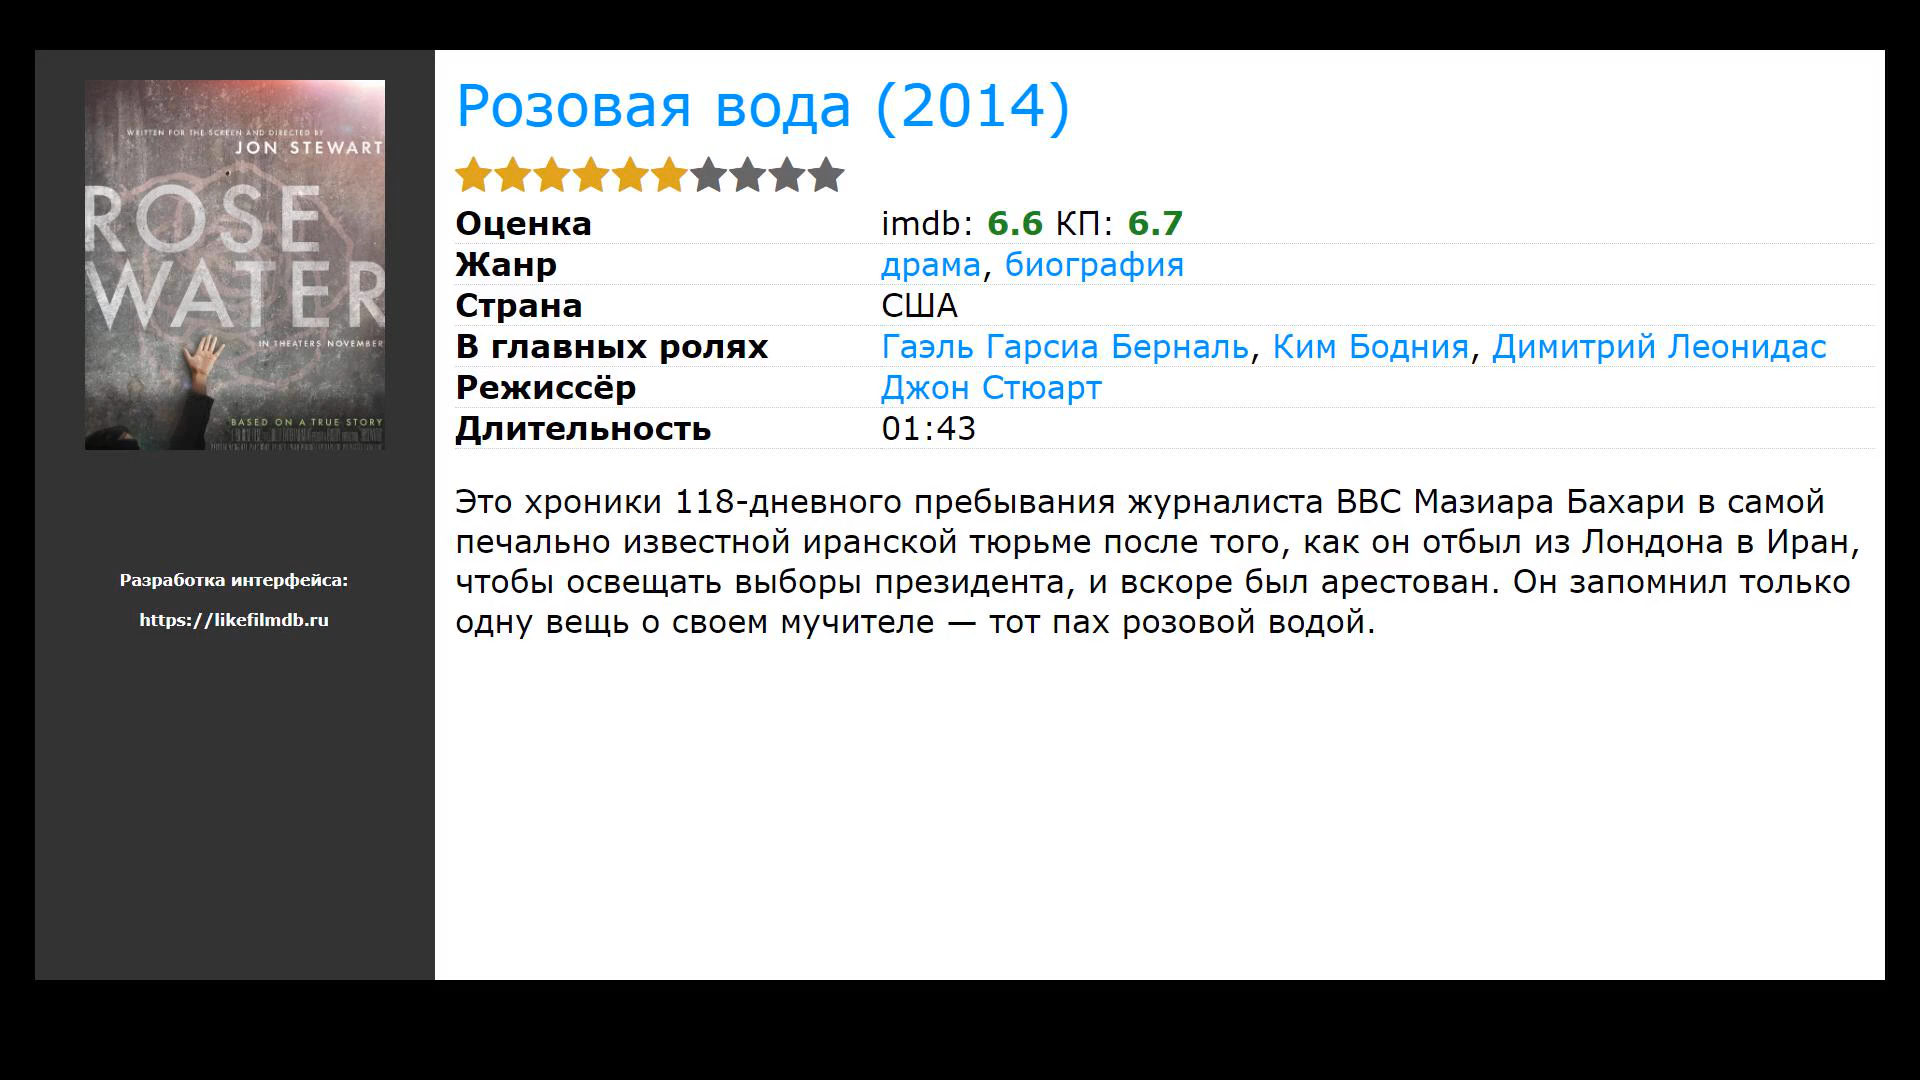 WRITTEN FOR THE SCREEN AND DIRECTED BY
JON STEWART
ROSE
WATER
IN THEATERS NOVEMBER
BASED ON A TRUE STORY
Разработка интерфейса:
https://likefilmdb.ru
Розовая вода (2014)
Оценка imdb: 6.6 КП: 6.7
Жанр драма, биография
Страна США
В главных ролях Гаэль Гарсиа Берналь, Ким Бодния, Димитрий Леонидас
Режиссёр Джон Стюарт
Длительность 01:43
Это хроники 118-дневного пребывания журналиста BBC Мазиара Бахари в самой
печально известной иранской тюрьме после того, как он отбыл из Лондона в Иран,
чтобы освещать выборы президента, и вскоре был арестован. Он запомнил только
одну вещь о своем мучителе — тот пах розовой водой.